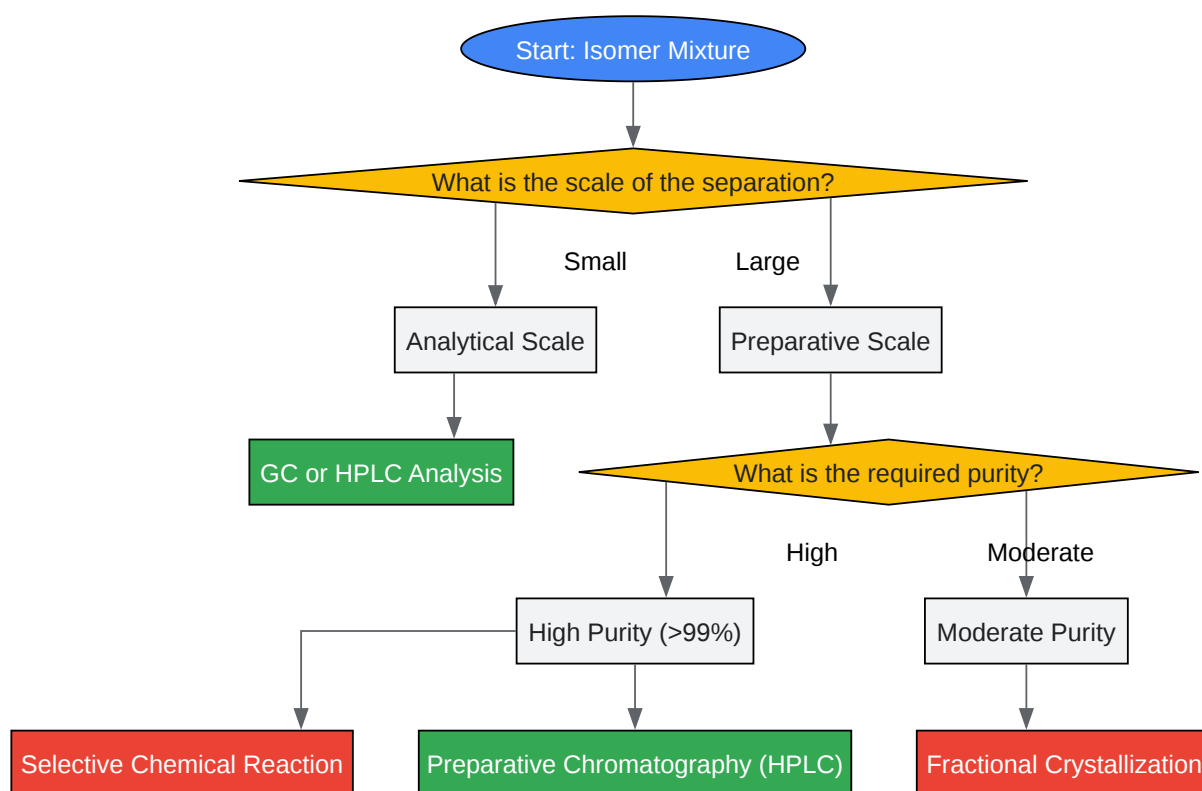 Start: Isomer Mixture
What is the scale of the separation?
Small
Large
Analytical Scale
Preparative Scale
GC or HPLC Analysis
What is the required purity?
High
Moderate
High Purity (>99%)
Moderate Purity
Selective Chemical Reaction
Preparative Chromatography (HPLC)
Fractional Crystallization